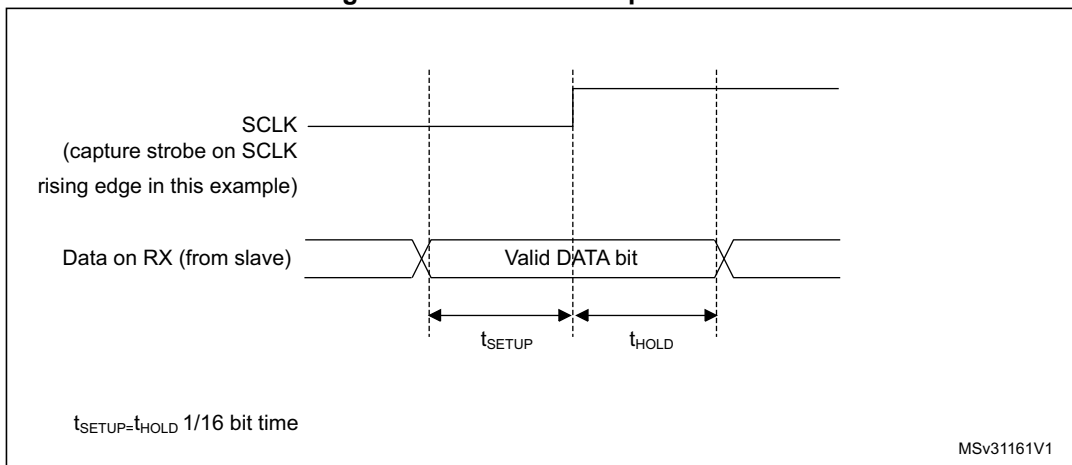 SCLK
(capture strobe on SCLK
rising edge in this example)
Data on RX (from slave)
Valid DATA bit
tSETUP
tHOLD
tSETUP=tHOLD 1/16 bit time
MSv31161V1